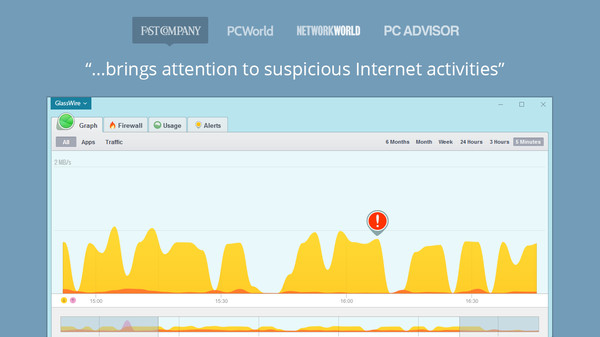 FAST COMPANY PCWorld NETWORKWORLD PC ADVISOR
“...brings attention to suspicious Internet activities”
GlassWire
Graph Firewall Usage Alerts
All Apps Traffic 6 Months Month Week 24 Hours 3 Hours 5 Minutes
2 MB/s
!
15:00 15:30 16:00 16:30